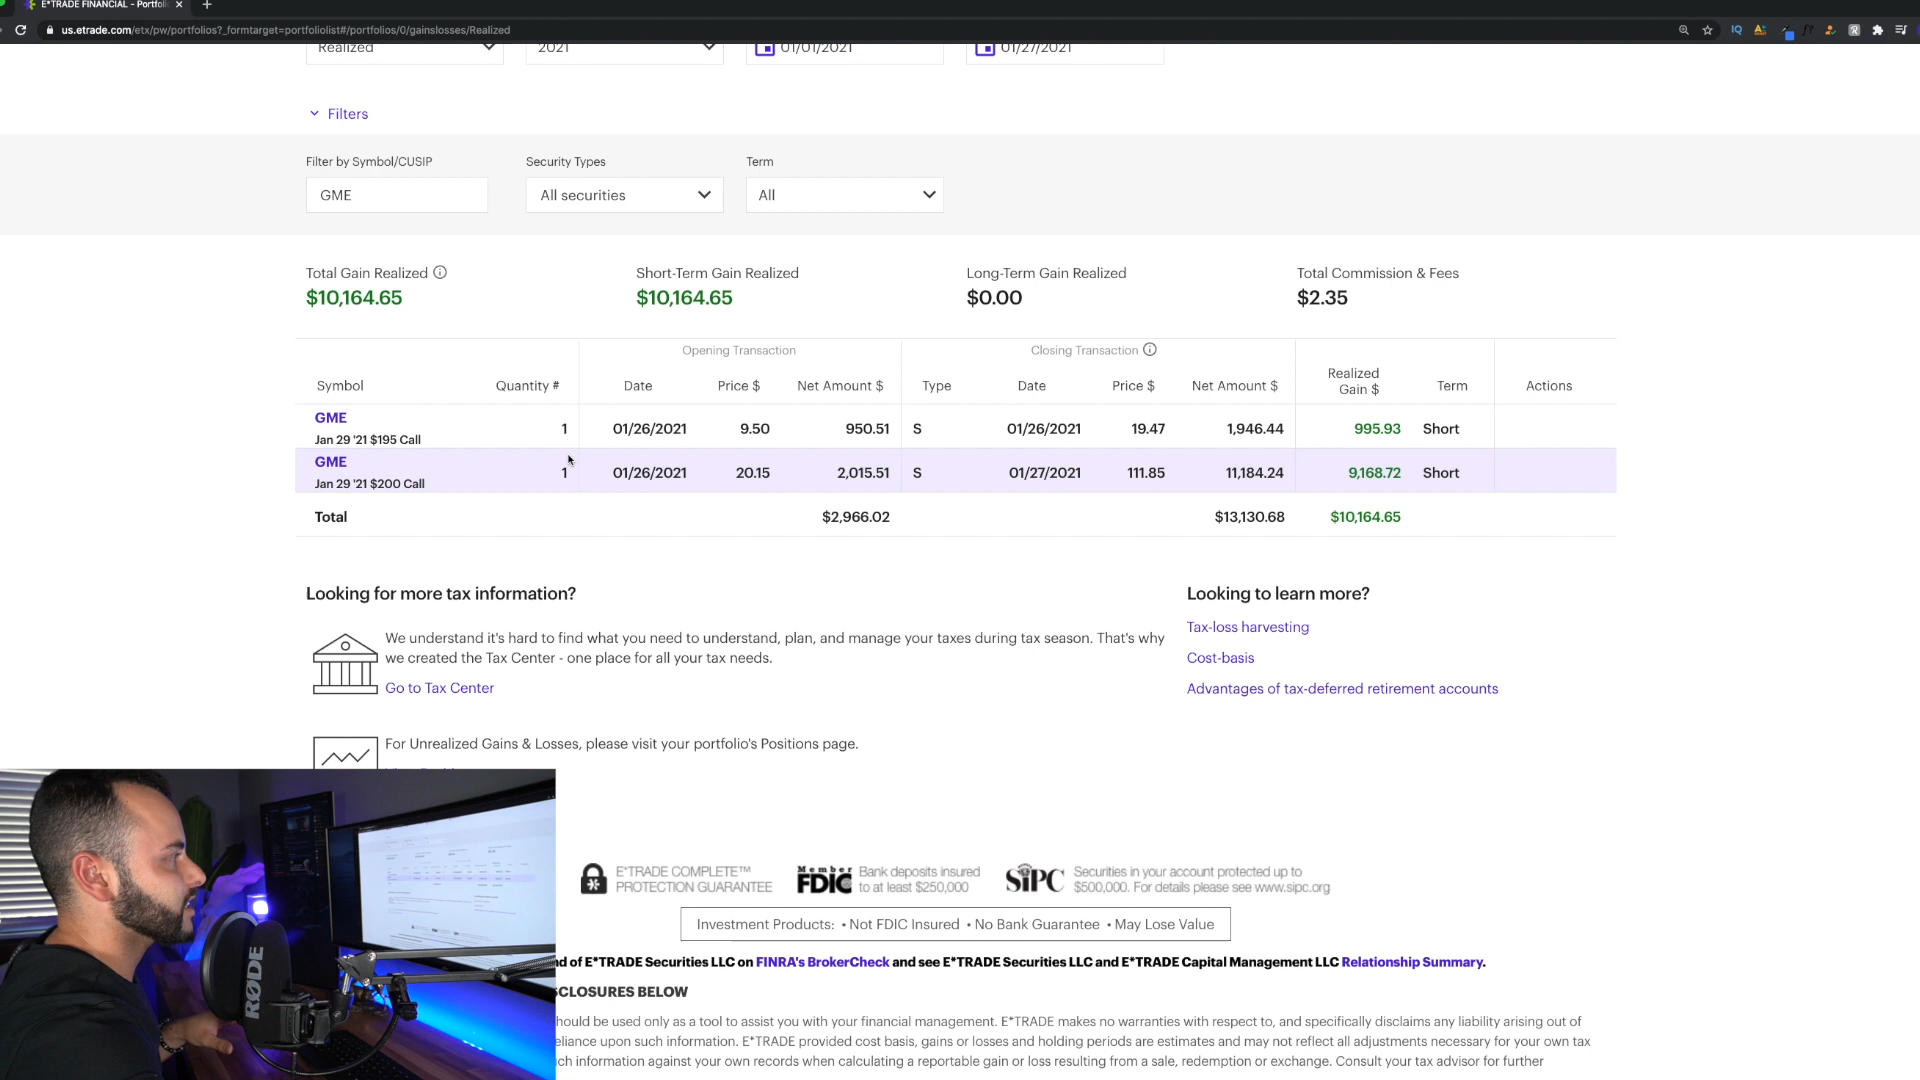 E*TRADE FINANCIAL - Portfoli
us.etrade.com/etx/pw/portfolios?_formtarget=portfoliolist#/portfolios/0/gainslosses/Realized
Realized 2021 01/01/2021 01/27/2021
Filters
Filter by Symbol/CUSIP Security Types Term
GME All securities All
Total Gain Realized Short-Term Gain Realized Long-Term Gain Realized Total Commission & Fees
$10,164.65 $10,164.65 $0.00 $2.35
Opening Transaction Closing Transaction
Symbol Quantity # Date Price $ Net Amount $ Type Date Price $ Net Amount $ Realized Gain $ Term Actions
GME
Jan 29 '21 $195 Call 1 01/26/2021 9.50 950.51 S 01/26/2021 19.47 1,946.44 995.93 Short
GME
Jan 29 '21 $200 Call 1 01/26/2021 20.15 2,015.51 S 01/27/2021 111.85 11,184.24 9,168.72 Short
Total $2,966.02 $13,130.68 $10,164.65
Looking for more tax information?
We understand it's hard to find what you need to understand, plan, and manage your taxes during tax season. That's why
we created the Tax Center - one place for all your tax needs.
Go to Tax Center
For Unrealized Gains & Losses, please visit your portfolio's Positions page.
Looking to learn more?
Tax-loss harvesting
Cost-basis
Advantages of tax-deferred retirement accounts
E*TRADE COMPLETE™
PROTECTION GUARANTEE
Member
FDIC
Bank deposits insured
to at least $250,000
SIPC
Securities in your account protected up to
$500,000. For details please see www.sipc.org
Investment Products: • Not FDIC Insured • No Bank Guarantee • May Lose Value
of E*TRADE Securities LLC on FINRA's BrokerCheck and see E*TRADE Securities LLC and E*TRADE Capital Management LLC Relationship Summary.
CLOSURES BELOW
hould be used only as a tool to assist you with your financial management. E*TRADE makes no warranties with respect to, and specifically disclaims any liability arising out of
eliance upon such information. E*TRADE provided cost basis, gains or losses and holding periods are estimates and may not reflect all adjustments necessary for your own tax
ch information against your own records when calculating a reportable gain or loss resulting from a sale, redemption or exchange. Consult your tax advisor for further
RØDE